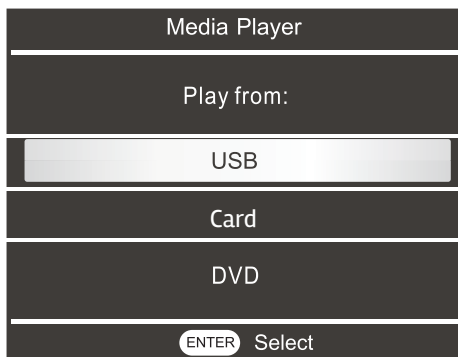 Media Player
Play from:
USB
Card
DVD
ENTER Select